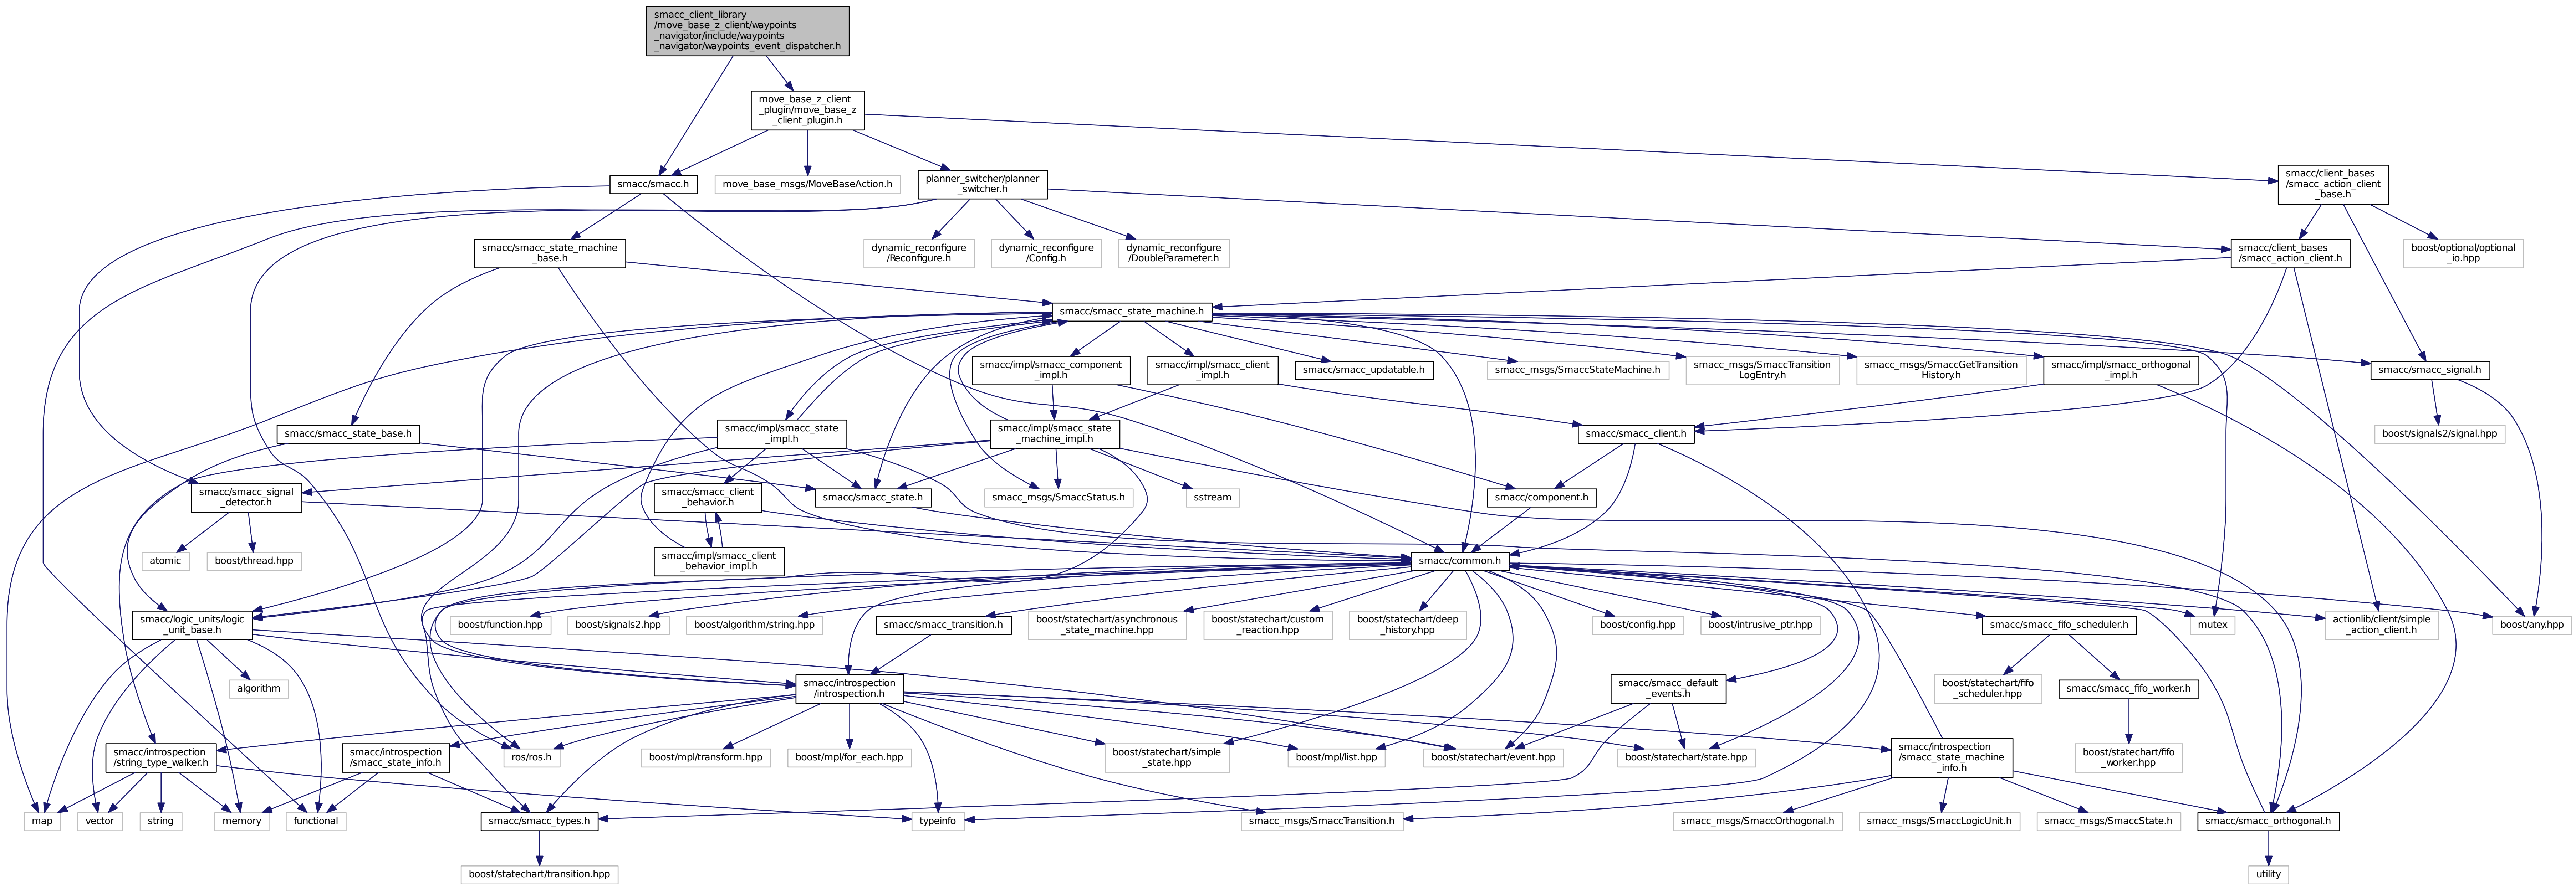 smacc_client_library
/move_base_z_client/waypoints
_navigator/include/waypoints
_navigator/waypoints_event_dispatcher.h
move_base_z_client
_plugin/move_base_z
_client_plugin.h
smacc/smacc.h
move_base_msgs/MoveBaseAction.h
planner_switcher/planner
_switcher.h
smacc/client_bases
/smacc_action_client
_base.h
smacc/smacc_state_machine
_base.h
dynamic_reconfigure
/Reconfigure.h
dynamic_reconfigure
/Config.h
dynamic_reconfigure
/DoubleParameter.h
smacc/client_bases
/smacc_action_client.h
boost/optional/optional
_io.hpp
smacc/smacc_state_machine.h
smacc/impl/smacc_component
_impl.h
smacc/impl/smacc_client
_impl.h
smacc/smacc_updatable.h
smacc_msgs/SmaccStateMachine.h
smacc_msgs/SmaccTransition
LogEntry.h
smacc_msgs/SmaccGetTransition
History.h
smacc/impl/smacc_orthogonal
_impl.h
smacc/smacc_signal.h
smacc/smacc_state_base.h
smacc/impl/smacc_state
_impl.h
smacc/impl/smacc_state
_machine_impl.h
smacc/smacc_client.h
boost/signals2/signal.hpp
smacc/smacc_signal
_detector.h
smacc/smacc_client
_behavior.h
smacc/smacc_state.h
smacc_msgs/SmaccStatus.h
sstream
smacc/component.h
atomic
boost/thread.hpp
smacc/impl/smacc_client
_behavior_impl.h
smacc/common.h
smacc/logic_units/logic
_unit_base.h
boost/function.hpp
boost/signals2.hpp
boost/algorithm/string.hpp
smacc/smacc_transition.h
boost/statechart/asynchronous
_state_machine.hpp
boost/statechart/custom
_reaction.hpp
boost/statechart/deep
_history.hpp
boost/config.hpp
boost/intrusive_ptr.hpp
smacc/smacc_fifo_scheduler.h
mutex
actionlib/client/simple
_action_client.h
boost/any.hpp
algorithm
smacc/introspection
/introspection.h
smacc/smacc_default
_events.h
boost/statechart/fifo
_scheduler.hpp
smacc/smacc_fifo_worker.h
smacc/introspection
/string_type_walker.h
smacc/introspection
/smacc_state_info.h
ros/ros.h
boost/mpl/transform.hpp
boost/mpl/for_each.hpp
boost/statechart/simple
_state.hpp
boost/mpl/list.hpp
boost/statechart/event.hpp
boost/statechart/state.hpp
smacc/introspection
/smacc_state_machine
_info.h
boost/statechart/fifo
_worker.hpp
map
vector
string
memory
functional
smacc/smacc_types.h
typeinfo
smacc_msgs/SmaccTransition.h
smacc_msgs/SmaccOrthogonal.h
smacc_msgs/SmaccLogicUnit.h
smacc_msgs/SmaccState.h
smacc/smacc_orthogonal.h
boost/statechart/transition.hpp
utility